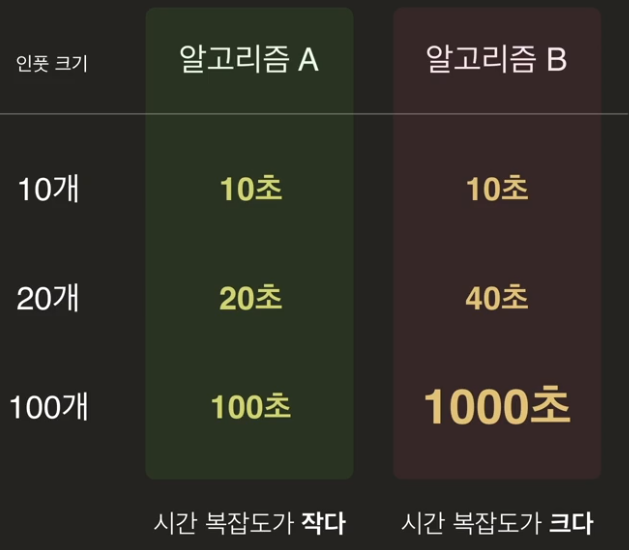 인풋 크기 알고리즘 A 알고리즘 B
10개 10초 10초
20개 20초 40초
100개 100초 1000초
시간 복잡도가 작다 시간 복잡도가 크다